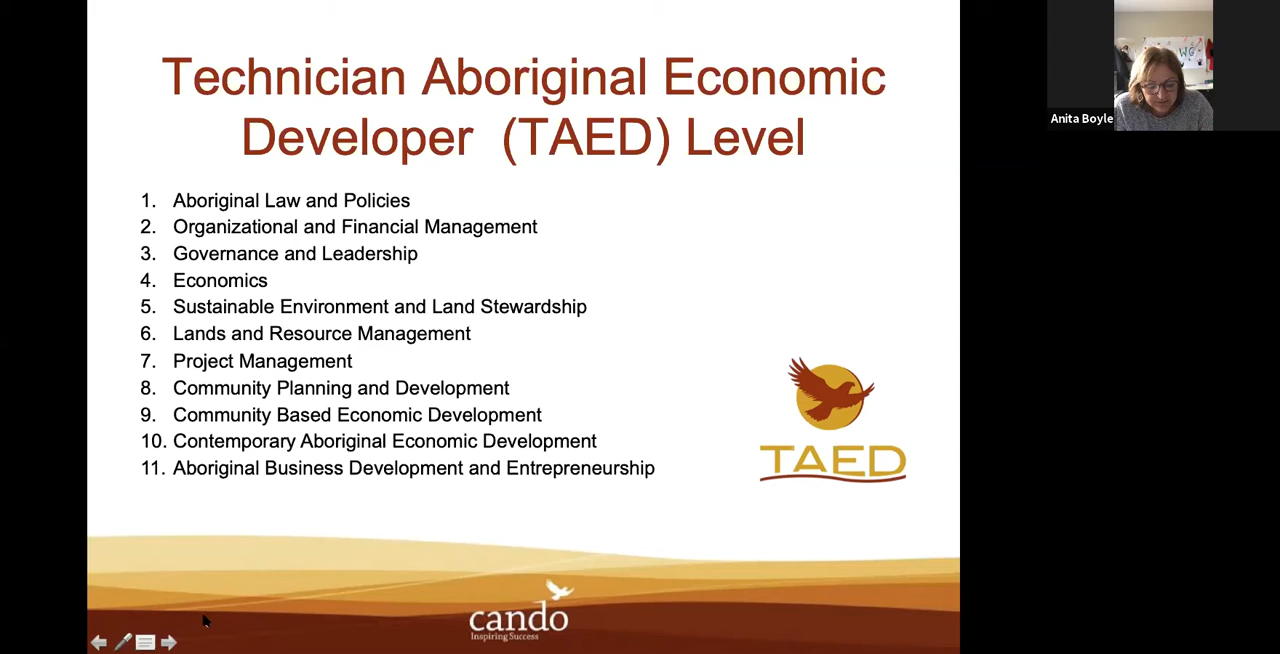 Technician Aboriginal Economic
Developer (TAED) Level
1. Aboriginal Law and Policies
2. Organizational and Financial Management
3. Governance and Leadership
4. Economics
5. Sustainable Environment and Land Stewardship
6. Lands and Resource Management
7. Project Management
8. Community Planning and Development
9. Community Based Economic Development
10. Contemporary Aboriginal Economic Development
11. Aboriginal Business Development and Entrepreneurship
TAED
cando
Inspiring Success
WG
Anita Boyle